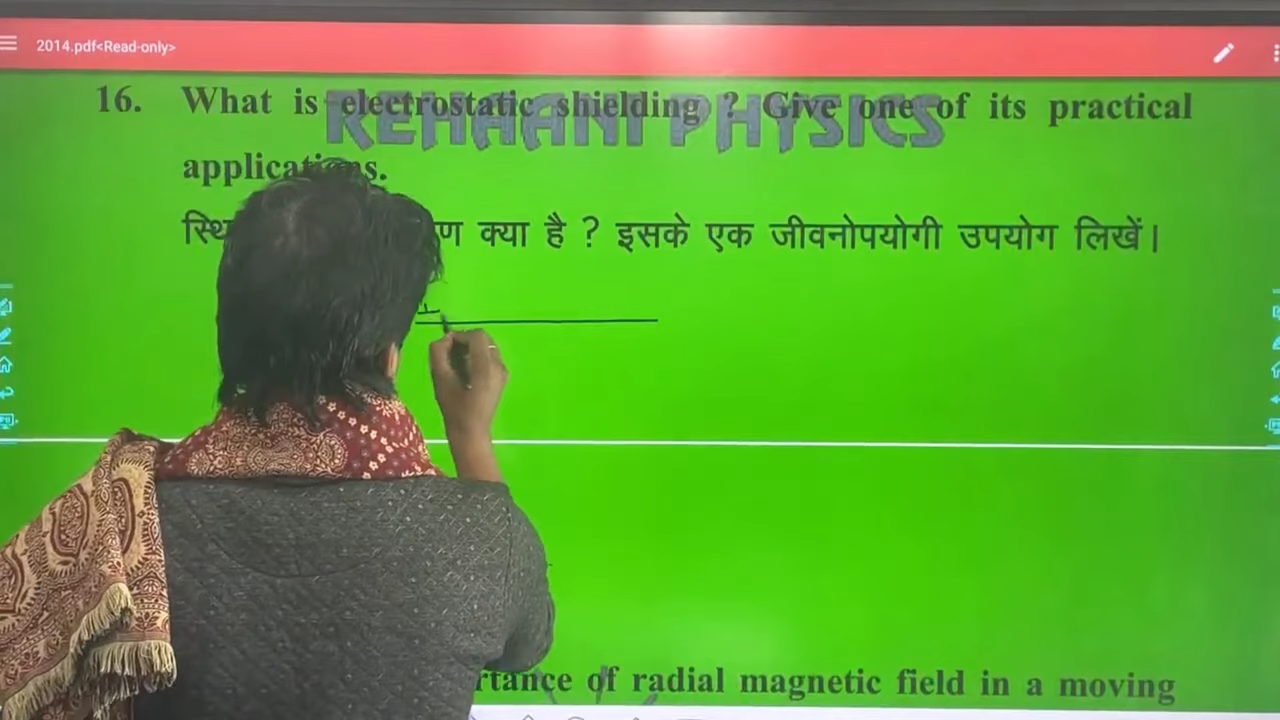 2014.pdf<Read-only>
16. What is electrostatic shielding ? Give one of its practical
REHAANI PHYSICS
applications.
क्या है ? इसके एक जीवनोपयोगी उपयोग लिखें।
of radial magnetic field in a moving